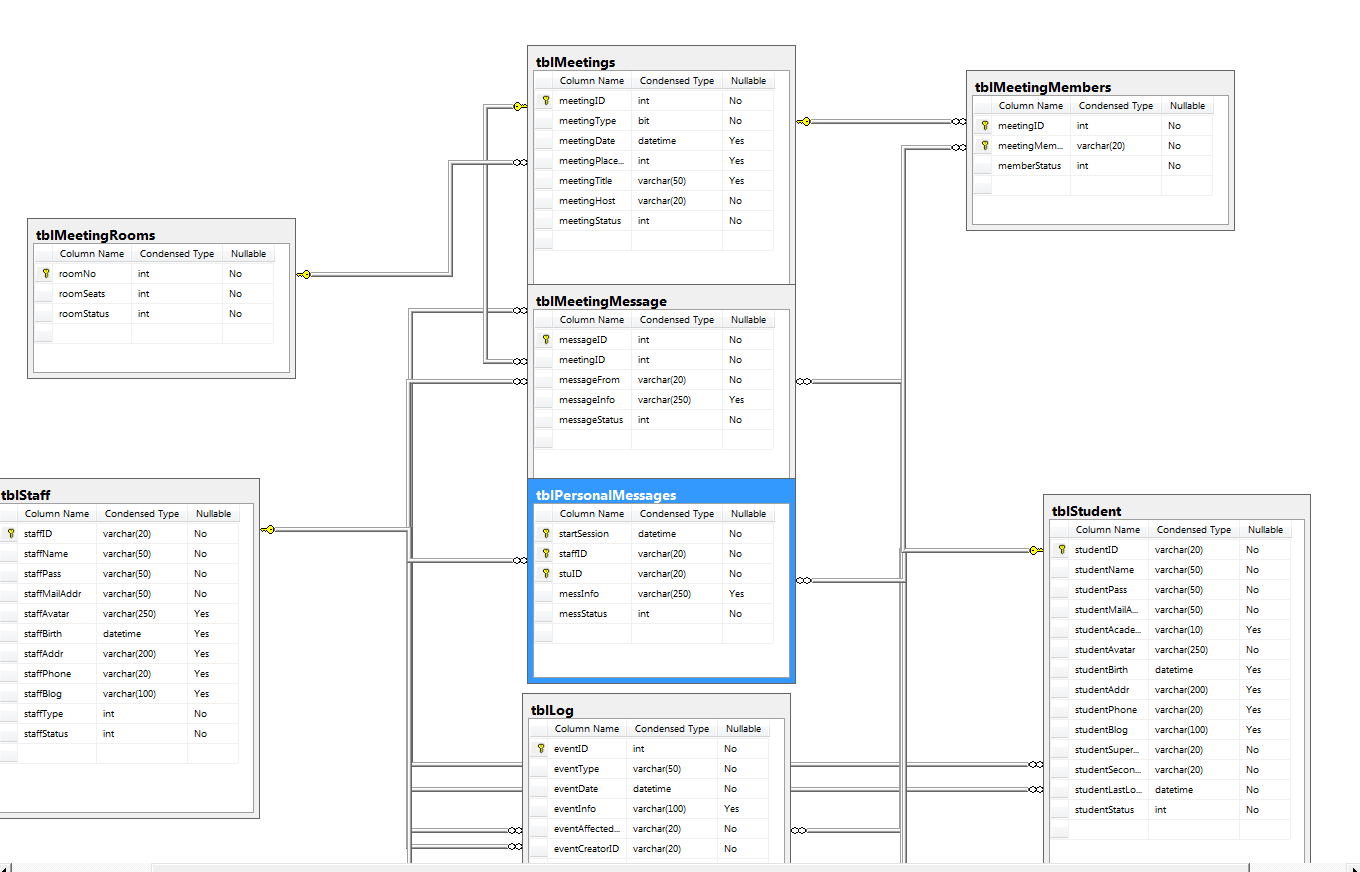 tblMeetings
Column Name Condensed Type Nullable
meetingID int No
meetingType bit No
meetingDate datetime Yes
meetingPlace... int Yes
meetingTitle varchar(50) Yes
meetingHost varchar(20) No
meetingStatus int No
tblMeetingMembers
Column Name Condensed Type Nullable
meetingID int No
meetingMem... varchar(20) No
memberStatus int No
tblMeetingRooms
Column Name Condensed Type Nullable
roomNo int No
roomSeats int No
roomStatus int No
tblMeetingMessage
Column Name Condensed Type Nullable
messageID int No
meetingID int No
messageFrom varchar(20) No
messageInfo varchar(250) Yes
messageStatus int No
tblStaff
Column Name Condensed Type Nullable
staffID varchar(20) No
staffName varchar(50) No
staffPass varchar(50) No
staffMailAddr varchar(50) No
staffAvatar varchar(250) Yes
staffBirth datetime Yes
staffAddr varchar(200) Yes
staffPhone varchar(20) Yes
staffBlog varchar(100) Yes
staffType int No
staffStatus int No
tblPersonalMessages
Column Name Condensed Type Nullable
startSession datetime No
staffID varchar(20) No
stuID varchar(20) No
messInfo varchar(250) Yes
messStatus int No
tblStudent
Column Name Condensed Type Nullable
studentID varchar(20) No
studentName varchar(50) No
studentPass varchar(50) No
studentMailA... varchar(50) No
studentAcade... varchar(10) Yes
studentAvatar varchar(250) No
studentBirth datetime Yes
studentAddr varchar(200) Yes
studentPhone varchar(20) Yes
studentBlog varchar(100) Yes
studentSuper... varchar(20) No
studentSecon... varchar(20) No
studentLastLo... datetime No
studentStatus int No
tblLog
Column Name Condensed Type Nullable
eventID int No
eventType varchar(50) No
eventDate datetime No
eventInfo varchar(100) Yes
eventAffected... varchar(20) No
eventCreatorID varchar(20) No